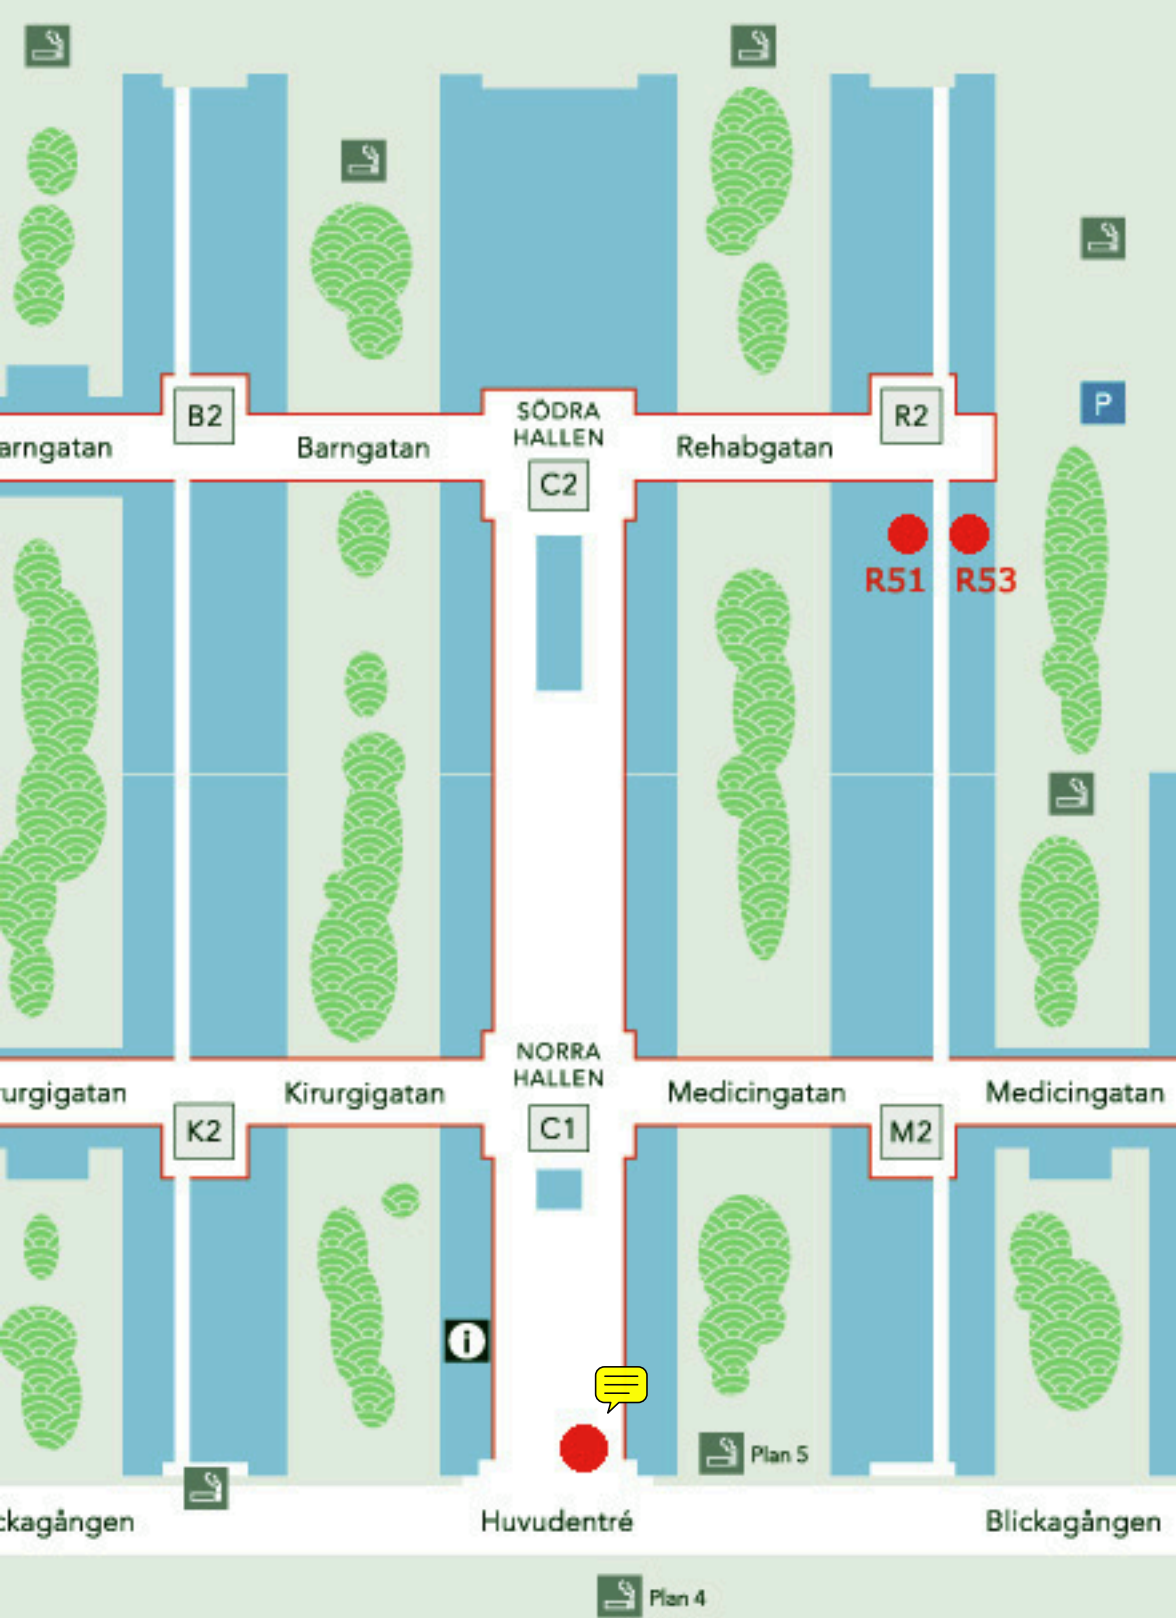 P
B2
SÖDRA
HALLEN
R2
arngatan
Barngatan
Rehabgatan
C2
R51
R53
NORRA
HALLEN
urgigatan
Kirurgigatan
Medicingatan
Medicingatan
K2
C1
M2
i
Plan 5
ckagången
Huvudentré
Blickagången
Plan 4